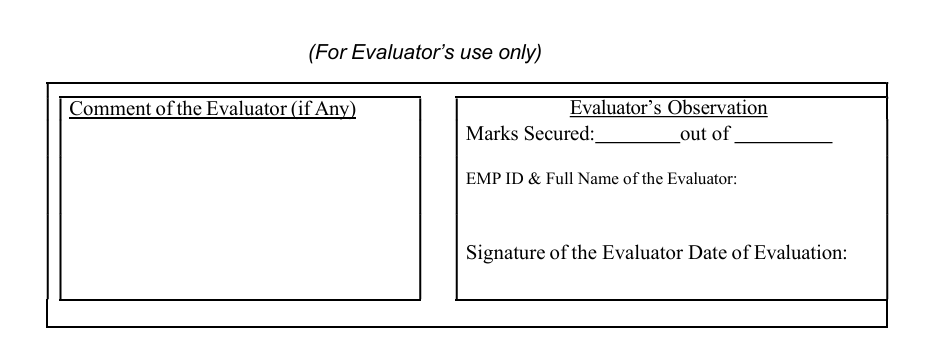 (For Evaluator’s use only)
Comment of the Evaluator (if Any)
Evaluator’s Observation
Marks Secured:________out of _________
EMP ID & Full Name of the Evaluator:
Signature of the Evaluator Date of Evaluation: